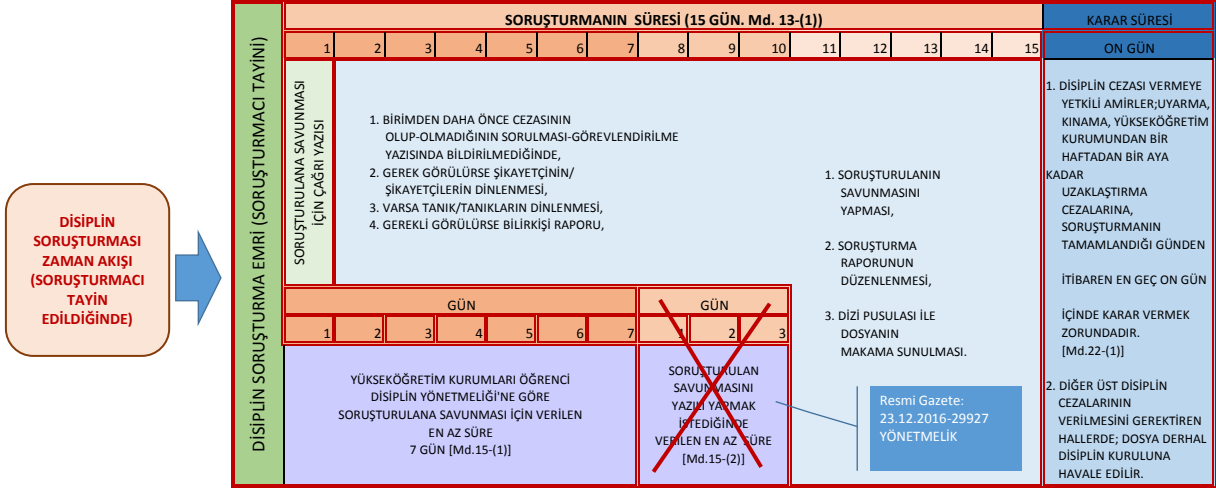 DİSİPLİN
SORUŞTURMASI
ZAMAN AKIŞI
(SORUŞTURMACI
TAYİN
EDİLDİĞİNDE)
DİSİPLİN SORUŞTURMA EMRİ (SORUŞTURMACI TAYİNİ)
SORUŞTURMANIN SÜRESİ (15 GÜN. Md. 13-(1))
1 2 3 4 5 6 7 8 9 10 11 12 13 14 15
SORUŞTURULANA SAVUNMASI
İÇİN ÇAĞRI YAZISI
1. BİRİMDEN DAHA ÖNCE CEZASININ
OLUP-OLMADIĞININ SORULMASI-GÖREVLENDİRİLME
YAZISINDA BİLDİRİLMEDİĞİNDE,
2. GEREK GÖRÜLÜRSE ŞİKAYETÇİNİN/
ŞİKAYETÇİLERİN DİNLENMESİ,
3. VARSA TANIK/TANIKLARIN DİNLENMESİ,
4. GEREKLİ GÖRÜLÜRSE BİLİRKİŞİ RAPORU,
GÜN
1 2 3 4 5 6 7
YÜKSEKÖĞRETİM KURUMLARI ÖĞRENCİ
DİSİPLİN YÖNETMELİĞİ'NE GÖRE
SORUŞTURULANA SAVUNMASI İÇİN VERİLEN
EN AZ SÜRE
7 GÜN [Md.15-(1)]
GÜN
1 2 3
SORUŞTURULAN
SAVUNMASINI
YAZILI YAPMAK
İSTEDİĞİNDE
VERİLEN EN AZ SÜRE
[Md.15-(2)]
1. SORUŞTURULANIN
SAVUNMASINI
YAPMASI,
2. SORUŞTURMA
RAPORUNUN
DÜZENLENMESİ,
3. DİZİ PUSULASI İLE
DOSYANIN
MAKAMA SUNULMASI.
Resmi Gazete:
23.12.2016-29927
YÖNETMELİK
KARAR SÜRESİ
ON GÜN
1. DİSİPLİN CEZASI VERMEYE
YETKİLİ AMİRLER;UYARMA,
KINAMA, YÜKSEKÖĞRETİM
KURUMUNDAN BİR
HAFTADAN BİR AYA
KADAR
UZAKLAŞTIRMA
CEZALARINA,
SORUŞTURMANIN
TAMAMLANDIĞI GÜNDEN
İTİBAREN EN GEÇ ON GÜN
İÇİNDE KARAR VERMEK
ZORUNDADIR.
[Md.22-(1)]
2. DİĞER ÜST DİSİPLİN
CEZALARININ
VERİLMESİNİ GEREKTİREN
HALLERDE; DOSYA DERHAL
DİSİPLİN KURULUNA
HAVALE EDİLİR.